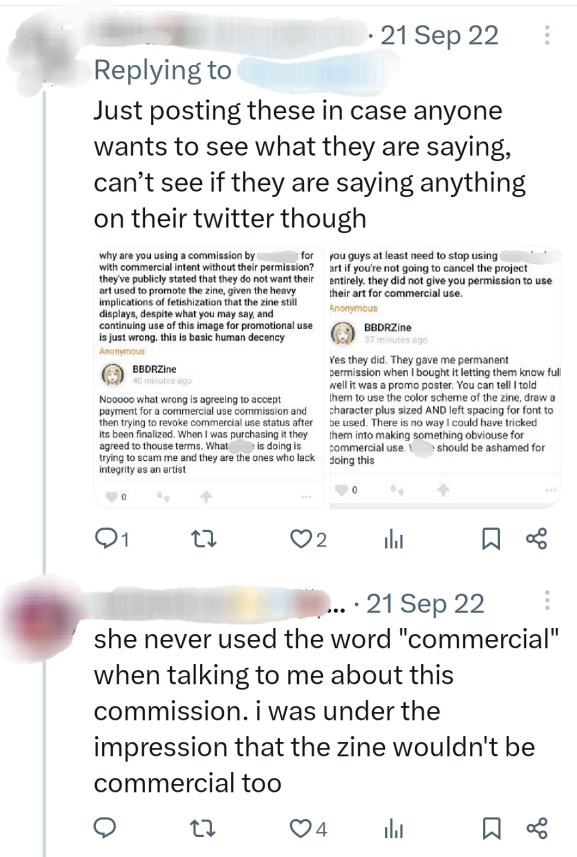 · 21 Sep 22
Replying to
Just posting these in case anyone
wants to see what they are saying,
can't see if they are saying anything
on their twitter though
why are you using a commission by for
with commercial intent without their permission?
they've publicly stated that they do not want their
art used to promote the zine, given the heavy
implications of fetishization that the zine still
displays, despite what you may say, and
continuing use of this image for promotional use
is just wrong. this is basic human decency
Anonymous
BBDRZine
40 minutes ago
Nooooo what wrong is agreeing to accept
payment for a commercial use commission and
then trying to revoke commercial use status after
its been finalized. When I was purchasing it they
agreed to thouse terms. What is doing is
trying to scam me and they are the ones who lack
integrity as an artist
0
you guys at least need to stop using
art if you're not going to cancel the project
entirely. they did not give you permission to use
their art for commercial use.
Anonymous
BBDRZine
37 minutes ago
Yes they did. They gave me permanent
permission when I bought it letting them know full
well it was a promo poster. You can tell I told
them to use the color scheme of the zine, draw a
character plus sized AND left spacing for font to
be used. There is no way I could have tricked
them into making something obviouse for
commercial use. should be ashamed for
doing this
0
1
2
... · 21 Sep 22
she never used the word "commercial"
when talking to me about this
commission. i was under the
impression that the zine wouldn't be
commercial too
4